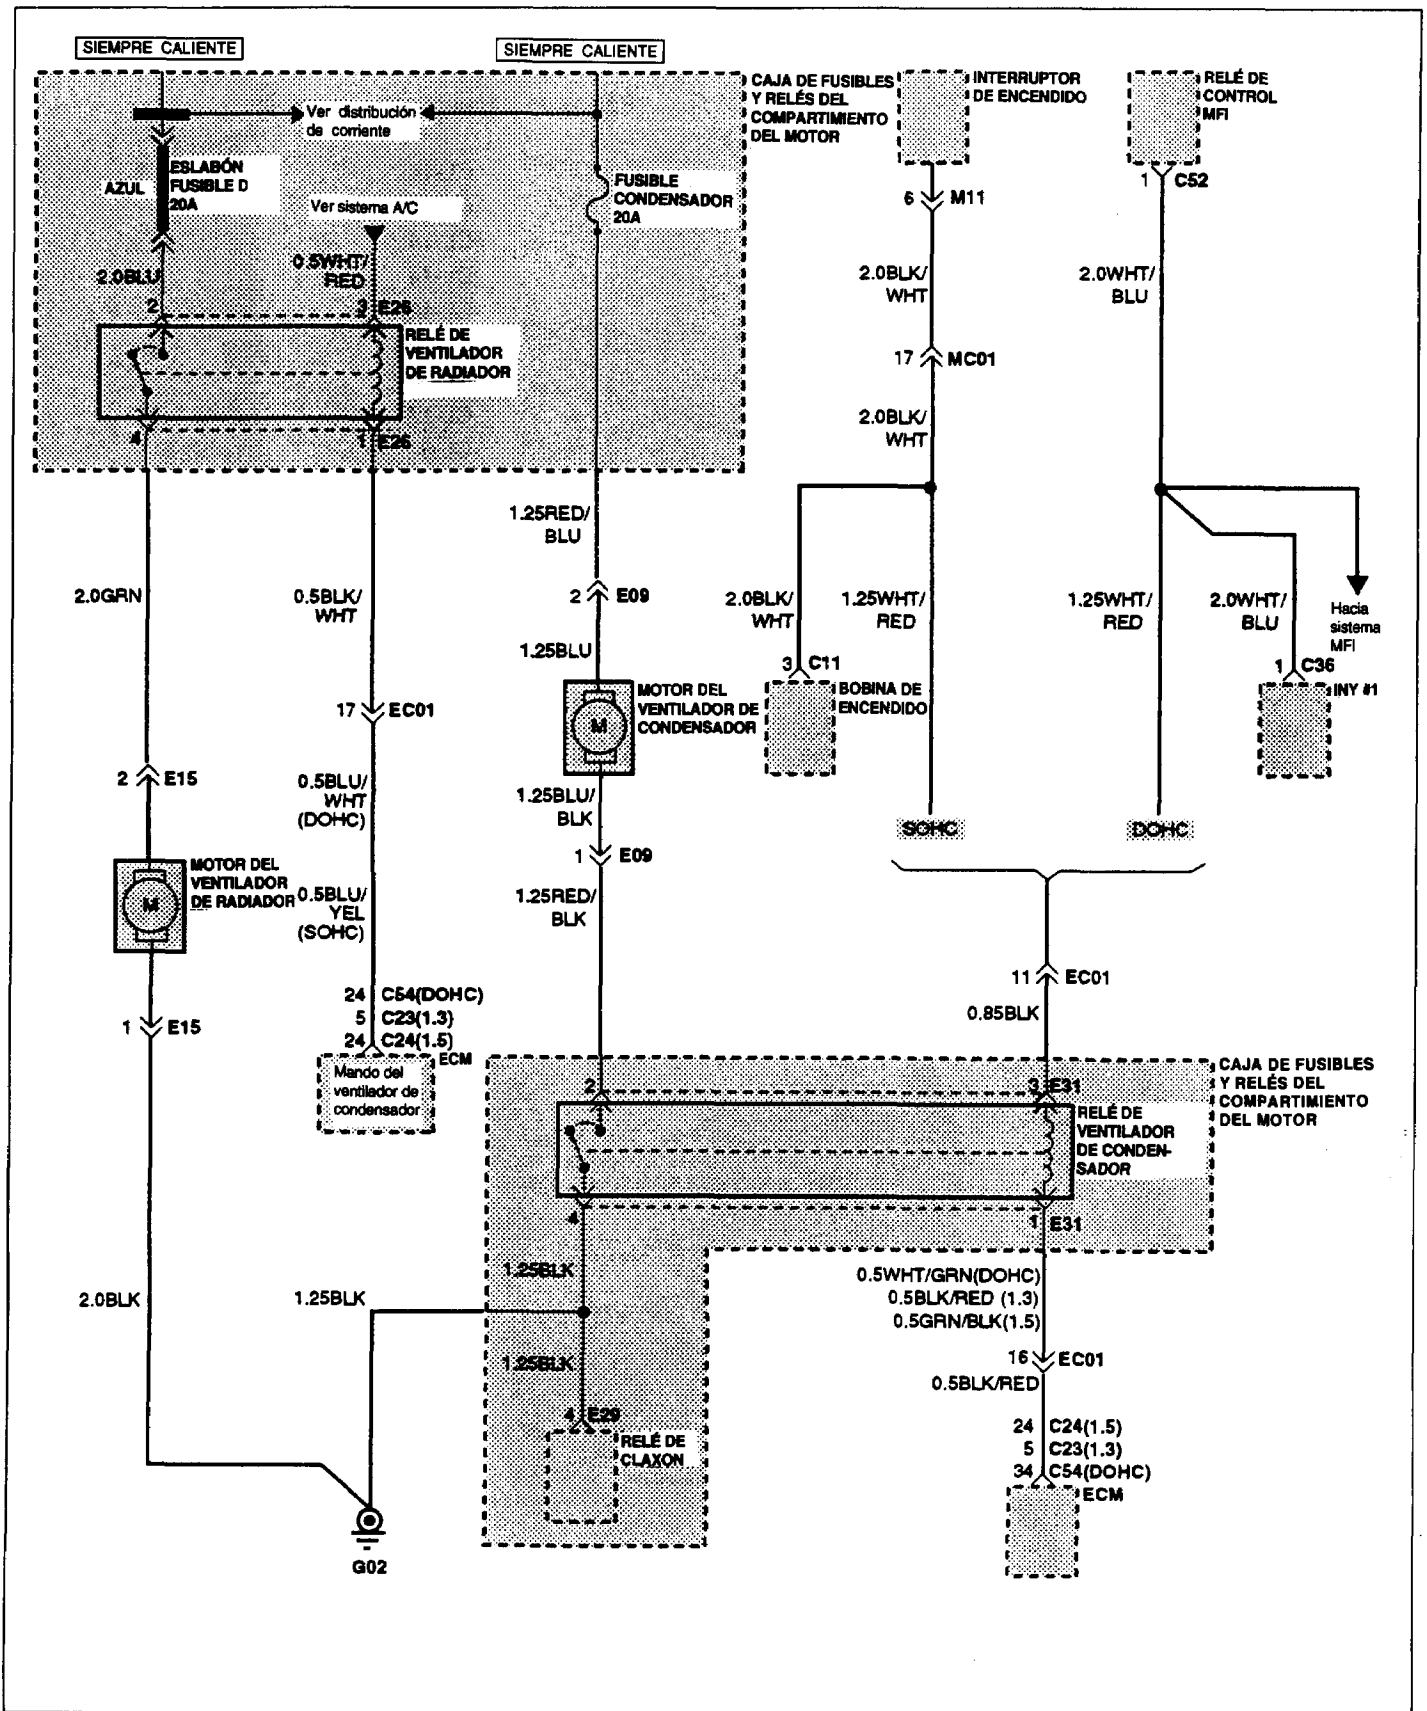 SIEMPRE CALIENTE
SIEMPRE CALIENTE
CAJA DE FUSIBLES
Y RELÉS DEL
COMPARTIMIENTO
DEL MOTOR
INTERRUPTOR
DE ENCENDIDO
RELÉ DE
CONTROL
MFI
Ver distribución
de corriente
AZUL
ESLABÓN
FUSIBLE D
20A
Ver sistema A/C
FUSIBLE
CONDENSADOR
20A
1 C52
6 M11
2.0BLU
0.5WHT/
RED
2.0BLK/
WHT
2.0WHT/
BLU
2
3 E26
RELÉ DE
VENTILADOR
DE RADIADOR
17 MC01
2.0BLK/
WHT
4
1 E26
1.25RED/
BLU
2.0GRN
0.5BLK/
WHT
2 E09
2.0BLK/
WHT
1.25WHT/
RED
1.25WHT/
RED
2.0WHT/
BLU
Hacia
sistema
MFI
1.25BLU
3 C11
1 C36
MOTOR DEL
VENTILADOR DE
CONDENSADOR
M
BOBINA DE
ENCENDIDO
INY #1
17 EC01
2 E15
0.5BLU/
WHT
(DOHC)
1.25BLU/
BLK
SOHC
DOHC
1 E09
MOTOR DEL
VENTILADOR
DE RADIADOR
M
0.5BLU/
YEL
(SOHC)
1.25RED/
BLK
11 EC01
24 C54(DOHC)
5 C23(1.3)
24 C24(1.5)
ECM
1 E15
0.85BLK
Mando del
ventilador de
condensador
CAJA DE FUSIBLES
Y RELÉS DEL
COMPARTIMIENTO
DEL MOTOR
2
3 E31
RELÉ DE
VENTILADOR
DE CONDEN-
SADOR
4
1 E31
1.25BLK
0.5WHT/GRN(DOHC)
0.5BLK/RED (1.3)
0.5GRN/BLK(1.5)
2.0BLK
1.25BLK
1.25BLK
16 EC01
0.5BLK/RED
4 E29
RELÉ DE
CLAXON
24 C24(1.5)
5 C23(1.3)
34 C54(DOHC)
ECM
G02